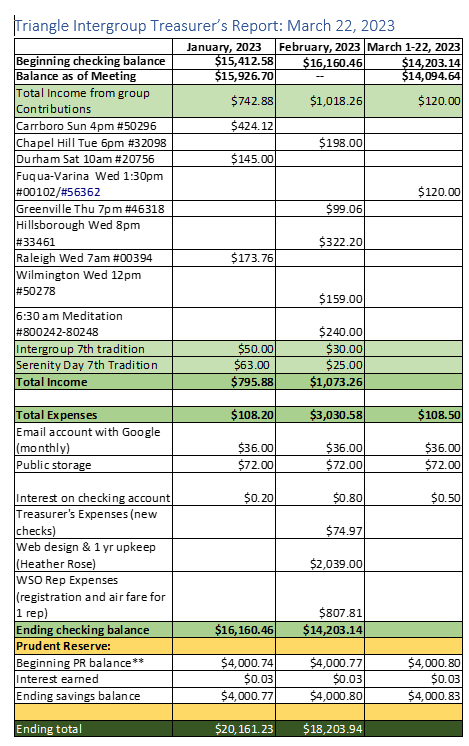 Triangle Intergroup Treasurer's Report: March 22, 2023
January, 2023 February, 2023 March 1-22, 2023
Beginning checking balance $15,412.58 $16,160.46 $14,203.14
Balance as of Meeting $15,926.70 -- $14,094.64
Total Income from group
Contributions $742.88 $1,018.26 $120.00
Carrboro Sun 4pm #50296 $424.12
Chapel Hill Tue 6pm #32098 $198.00
Durham Sat 10am #20756 $145.00
Fuqua-Varina Wed 1:30pm
#00102/#56362 $120.00
Greenville Thu 7pm #46318 $99.06
Hillsborough Wed 8pm
#33461 $322.20
Raleigh Wed 7am #00394 $173.76
Wilmington Wed 12pm
#50278 $159.00
6:30 am Meditation
#800242-80248 $240.00
Intergroup 7th tradition $50.00 $30.00
Serenity Day 7th Tradition $63.00 $25.00
Total Income $795.88 $1,073.26
Total Expenses $108.20 $3,030.58 $108.50
Email account with Google
(monthly) $36.00 $36.00 $36.00
Public storage $72.00 $72.00 $72.00
Interest on checking account $0.20 $0.80 $0.50
Treasurer's Expenses (new
checks) $74.97
Web design & 1 yr upkeep
(Heather Rose) $2,039.00
WSO Rep Expenses
(registration and air fare for
1 rep) $807.81
Ending checking balance $16,160.46 $14,203.14
Prudent Reserve:
Beginning PR balance** $4,000.74 $4,000.77 $4,000.80
Interest earned $0.03 $0.03 $0.03
Ending savings balance $4,000.77 $4,000.80 $4,000.83
Ending total $20,161.23 $18,203.94